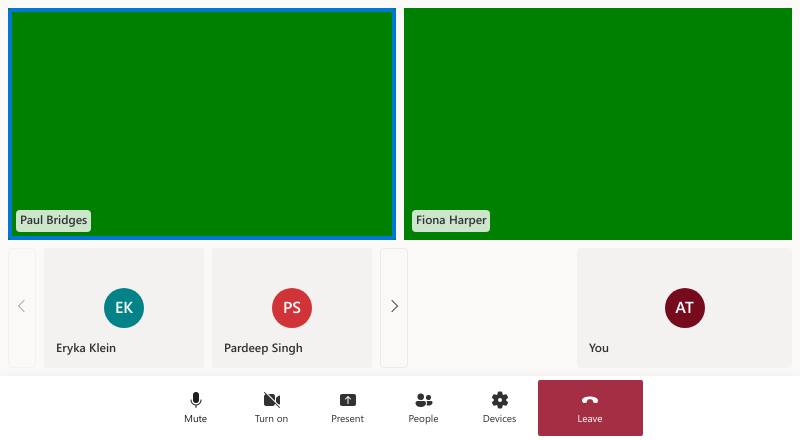 Paul Bridges
Fiona Harper
EK
PS
AT
Eryka Klein
Pardeep Singh
You
Mute
Turn on
Present
People
Devices
Leave